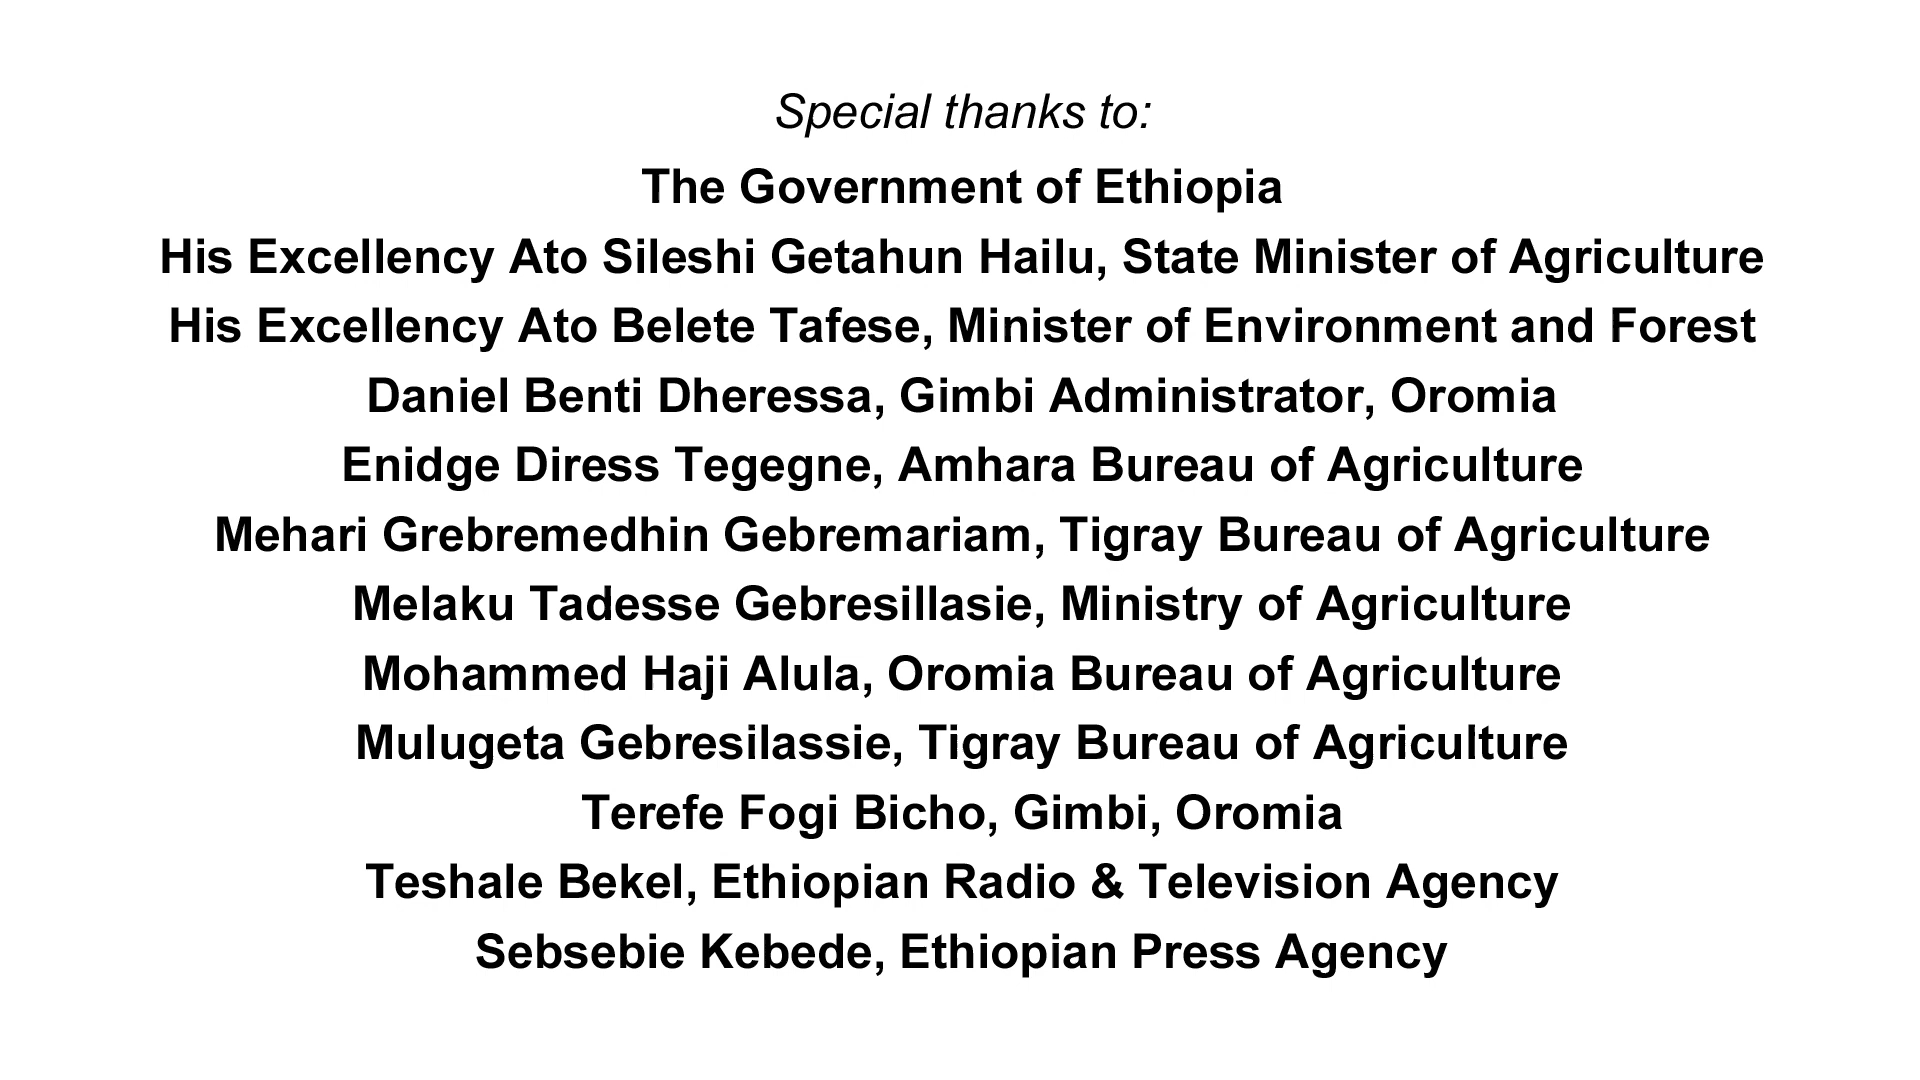 Special thanks to:
The Government of Ethiopia
His Excellency Ato Sileshi Getahun Hailu, State Minister of Agriculture
His Excellency Ato Belete Tafese, Minister of Environment and Forest
Daniel Benti Dheressa, Gimbi Administrator, Oromia
Enidge Diress Tegegne, Amhara Bureau of Agriculture
Mehari Grebremedhin Gebremariam, Tigray Bureau of Agriculture
Melaku Tadesse Gebresillasie, Ministry of Agriculture
Mohammed Haji Alula, Oromia Bureau of Agriculture
Mulugeta Gebresilassie, Tigray Bureau of Agriculture
Terefe Fogi Bicho, Gimbi, Oromia
Teshale Bekel, Ethiopian Radio & Television Agency
Sebsebie Kebede, Ethiopian Press Agency